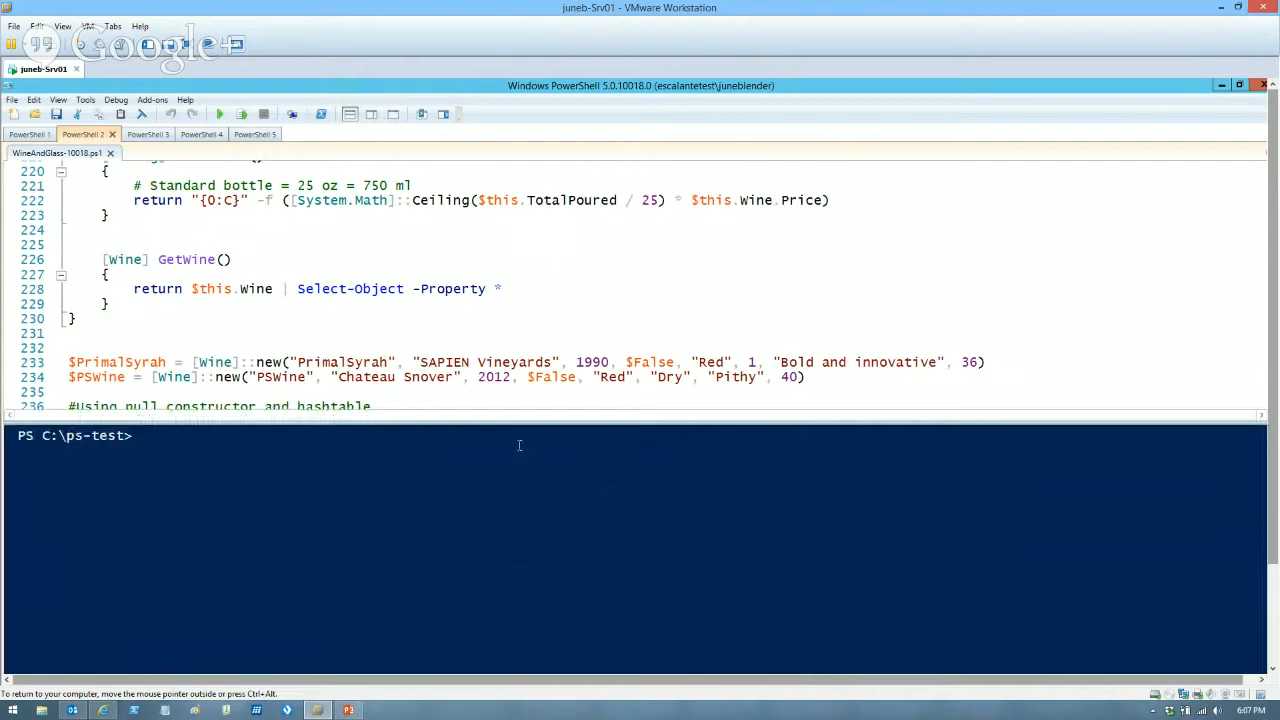 juneb-Srv01 - VMware Workstation
File Edit View VM Tabs Help
Google+
juneb-Srv01
Windows PowerShell 5.0.10018.0 (escalantetest\juneblender)
File Edit View Tools Debug Add-ons Help
PowerShell 1 PowerShell 2 PowerShell 3 PowerShell 4 PowerShell 5
WineAndGlass-10018.ps1
220 {
221 # Standard bottle = 25 oz = 750 ml
222 return "{0:C}" -f ([System.Math]::Ceiling($this.TotalPoured / 25) * $this.Wine.Price)
223 }
224
225
226 [Wine] GetWine()
227 {
228 return $this.Wine | Select-Object -Property *
229 }
230 }
231
232
233 $PrimalSyrah = [Wine]::new("PrimalSyrah", "SAPIEN Vineyards", 1990, $False, "Red", 1, "Bold and innovative", 36)
234 $PSWine = [Wine]::new("PSWine", "Chateau Snover", 2012, $False, "Red", "Dry", "Pithy", 40)
235
236 #Using null constructor and hashtable
PS C:\ps-test>
To return to your computer, move the mouse pointer outside or press Ctrl+Alt.
6:07 PM